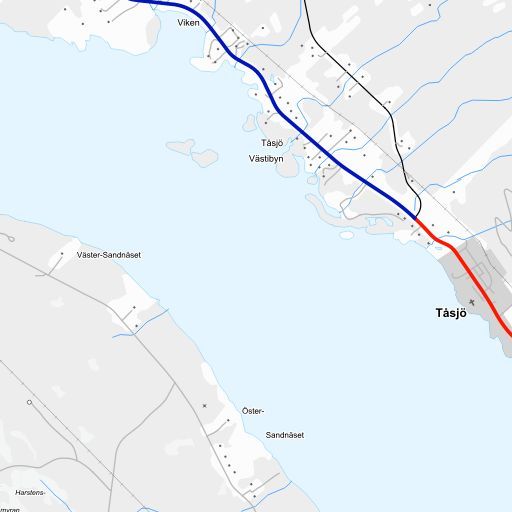 Viken
Tåsjö
Västibyn
Väster-Sandnäset
Tåsjö
Öster-
Sandnäset
Harstens-